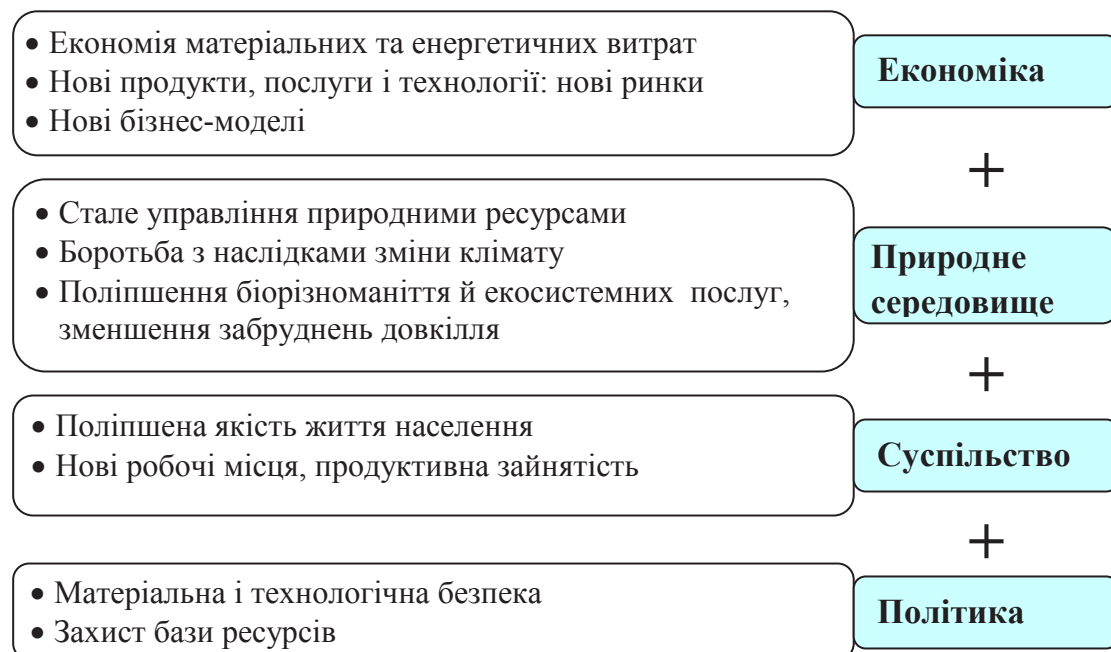 • Економія матеріальних та енергетичних витрат
• Нові продукти, послуги і технології: нові ринки
• Нові бізнес-моделі
Економіка
+
• Стале управління природними ресурсами
• Боротьба з наслідками зміни клімату
• Поліпшення біорізноманіття й екосистемних послуг,
зменшення забруднень довкілля
Природне
середовище
+
• Поліпшена якість життя населення
• Нові робочі місця, продуктивна зайнятість
Суспільство
+
• Матеріальна і технологічна безпека
• Захист бази ресурсів
Політика